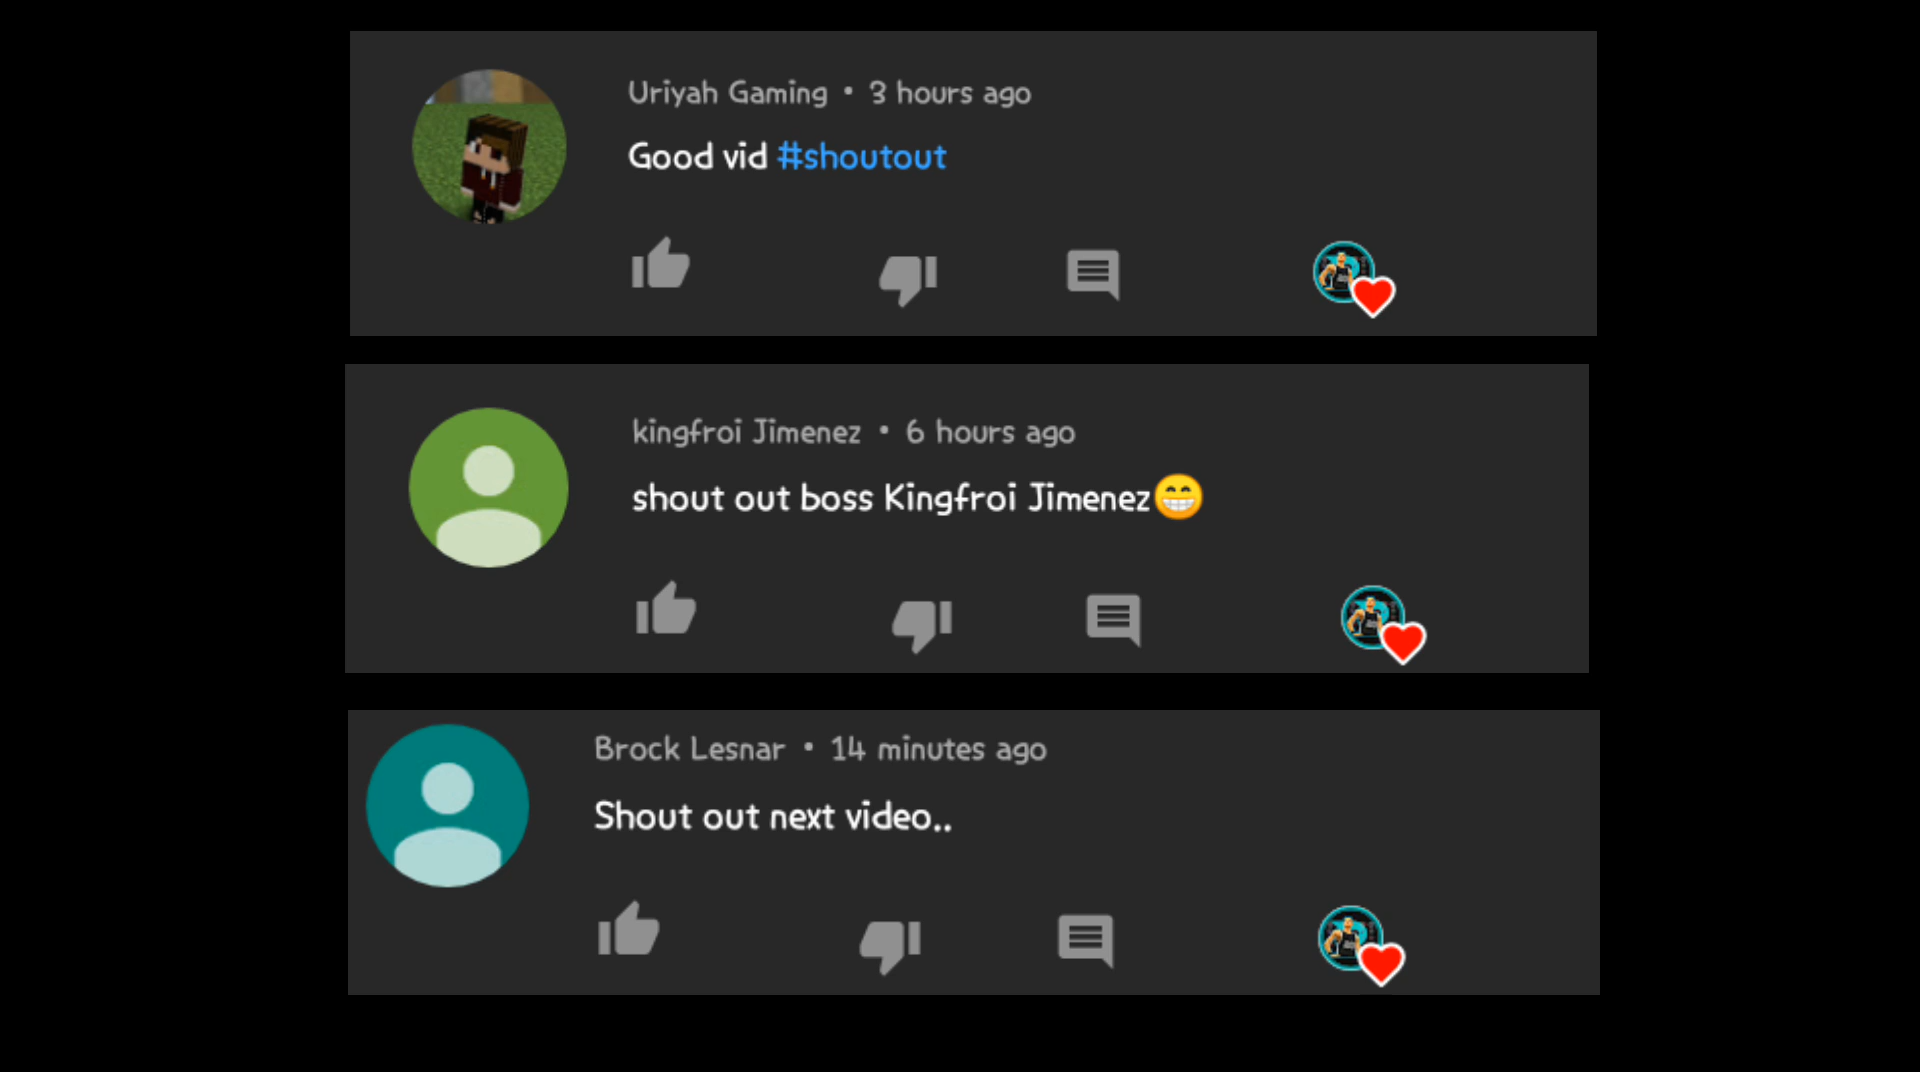 Uriyah Gaming • 3 hours ago
Good vid #shoutout
kingfroi Jimenez • 6 hours ago
shout out boss Kingfroi Jimenez😁
Brock Lesnar • 14 minutes ago
Shout out next video..